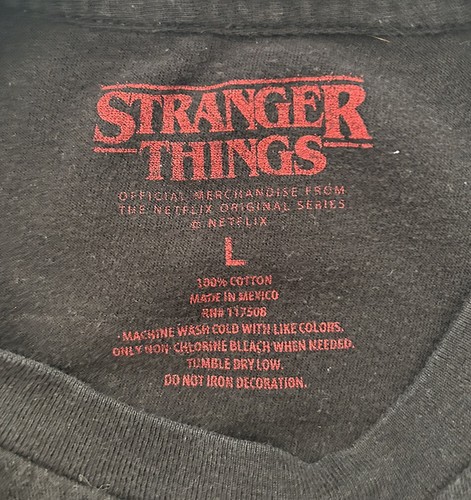 STRANGER
THINGS
OFFICIAL MERCHANDISE FROM
THE NETFLIX ORIGINAL SERIES
© NETFLIX
L
100% COTTON
MADE IN MEXICO
RN# 117508
MACHINE WASH COLD WITH LIKE COLORS.
ONLY NON-CHLORINE BLEACH WHEN NEEDED.
TUMBLE DRY LOW.
DO NOT IRON DECORATION.